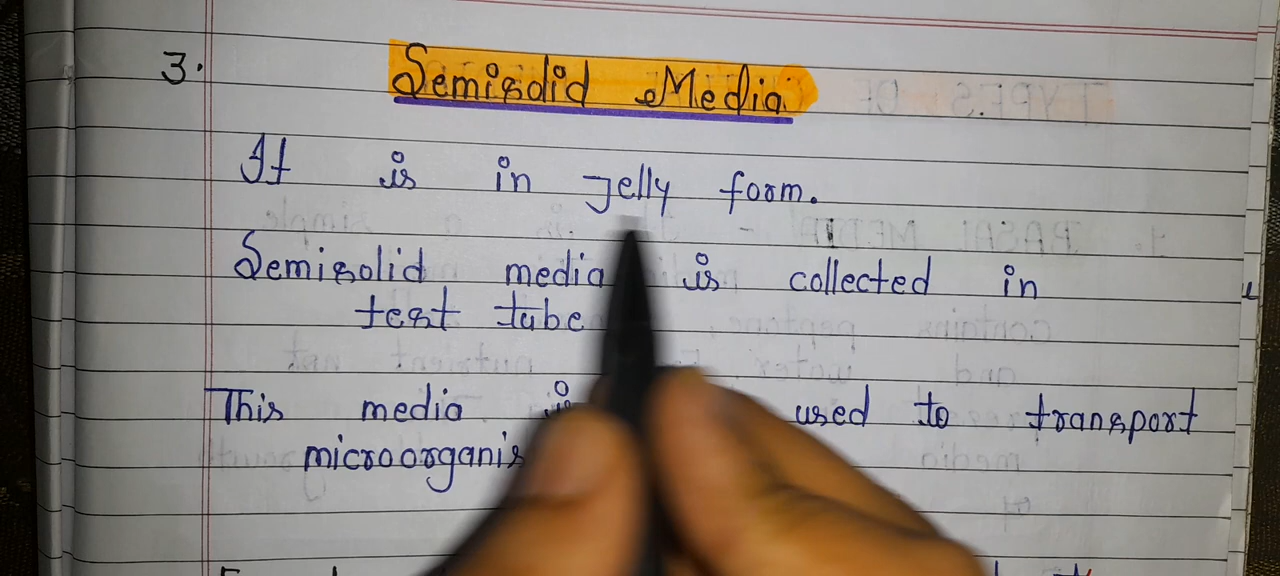 3. Semisolid Media
It is in jelly form.
Semisolid media is collected in
test tube
This media is used to transport